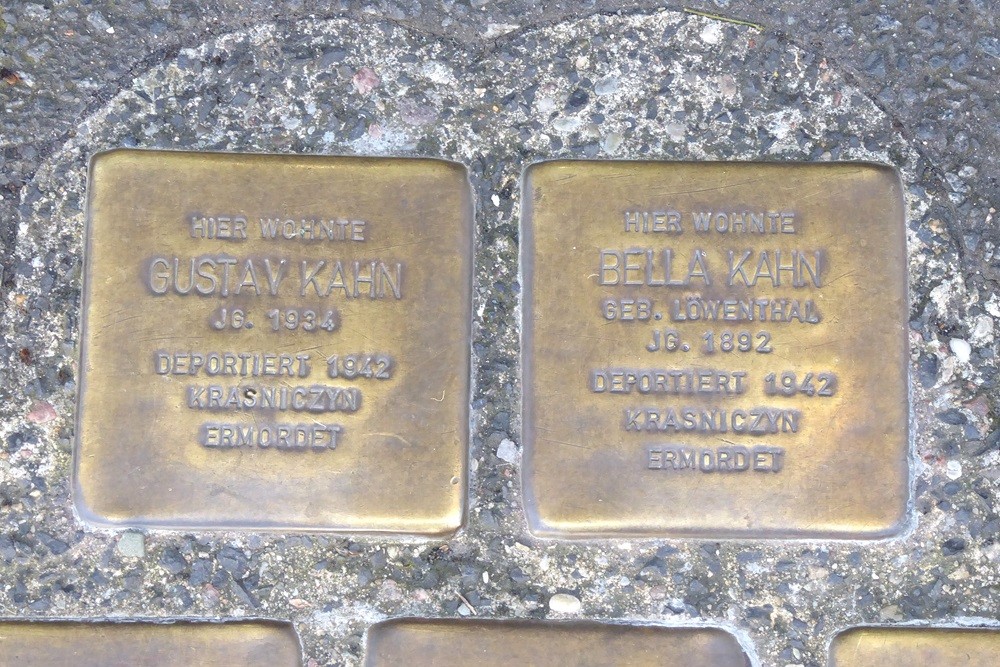 HIER WOHNTE
GUSTAV KAHN
JG. 1934
DEPORTIERT 1942
KRASNICZYN
ERMORDET
HIER WOHNTE
BELLA KAHN
GEB. LÖWENTHAL
JG. 1892
DEPORTIERT 1942
KRASNICZYN
ERMORDET